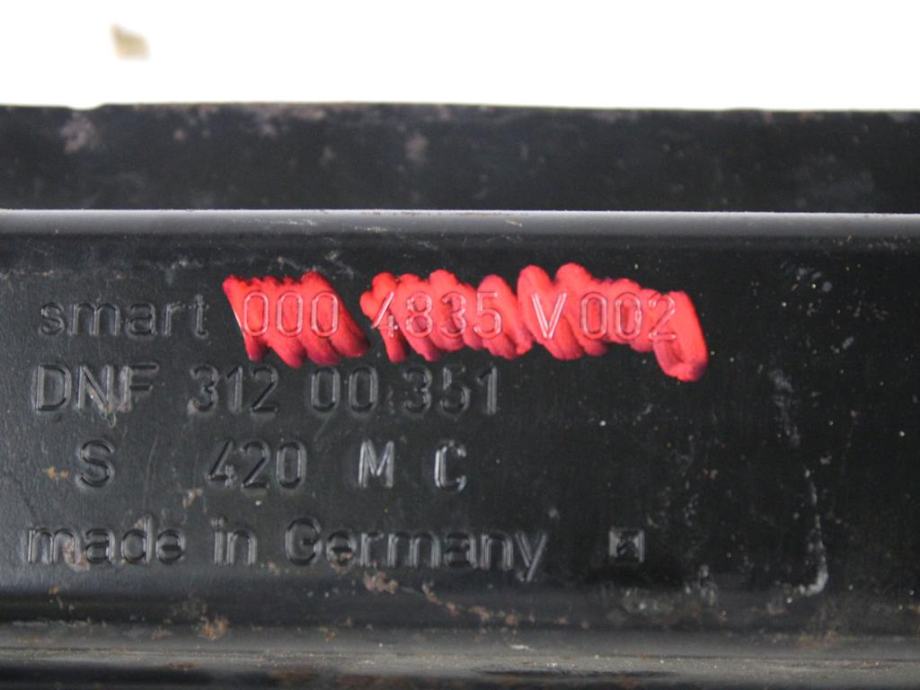 smart 000 4835 V002
DNF 312 00.351
S 420 M C
made in Germany